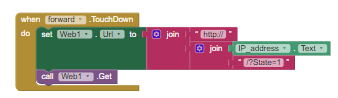 when forward .TouchDown
do set Web1 . Url to join " http:// "
join IP_address . Text
" /?State=1 "
call Web1 .Get